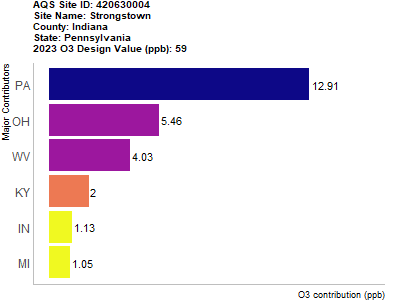 AQS Site ID: 420630004
Site Name: Strongstown
County: Indiana
State: Pennsylvania
2023 O3 Design Value (ppb): 59
Major Contributors
PA 12.91
OH 5.46
WV 4.03
KY 2
IN 1.13
MI 1.05
O3 contribution (ppb)